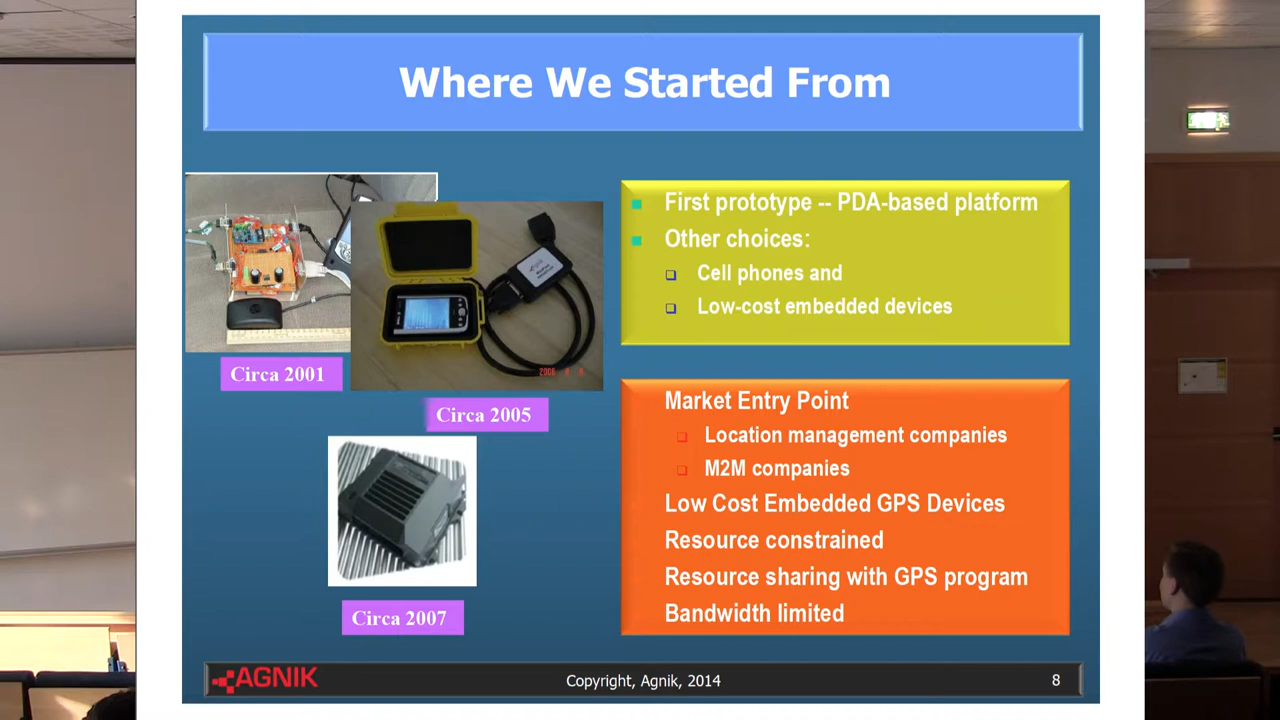 Where We Started From
First prototype -- PDA-based platform
Other choices:
Cell phones and
Low-cost embedded devices
Circa 2001
Circa 2005
Circa 2007
Market Entry Point
Location management companies
M2M companies
Low Cost Embedded GPS Devices
Resource constrained
Resource sharing with GPS program
Bandwidth limited
AGNIK
Copyright, Agnik, 2014
8